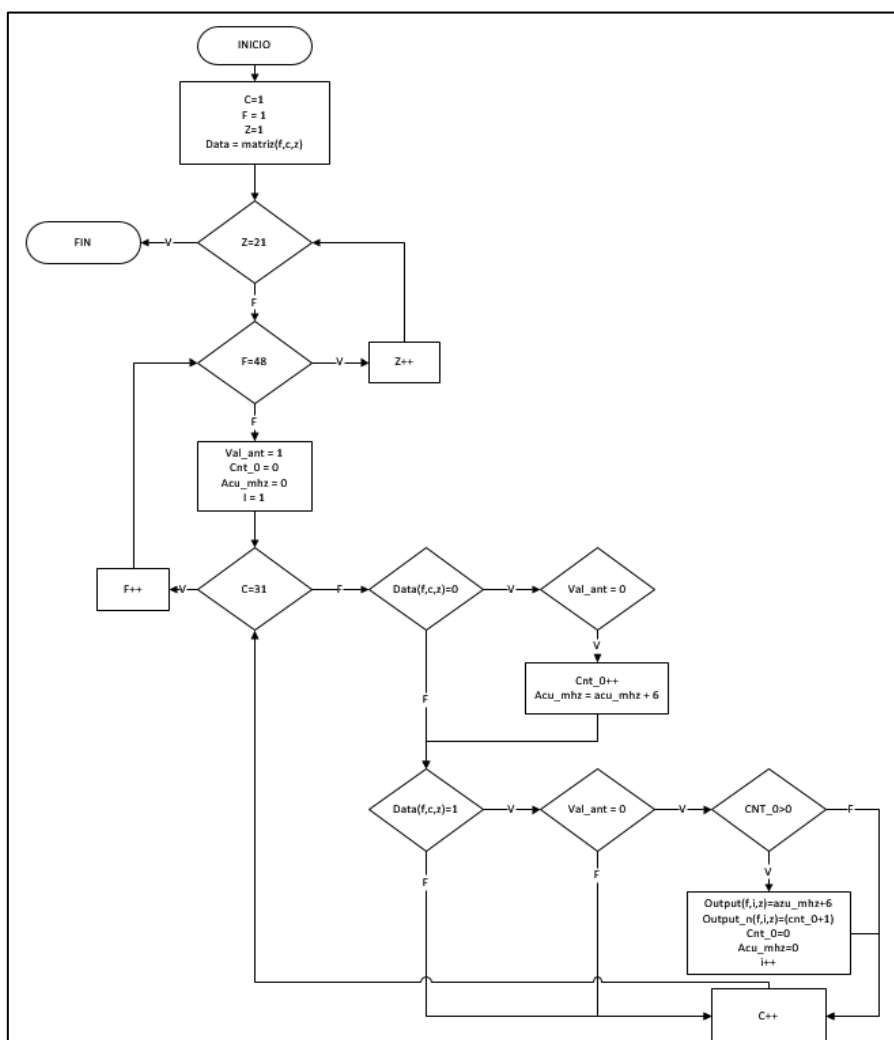 INICIO
C=1
F = 1
Z=1
Data = matriz(f,c,z)
FIN
V
Z=21
F
F=48
V
Z++
F
Val_ant = 1
Cnt_0 = 0
Acu_mhz = 0
I = 1
F++
V
C=31
F
Data(f,c,z)=0
V
Val_ant = 0
V
Cnt_0++
Acu_mhz = acu_mhz + 6
F
Data(f,c,z)=1
V
Val_ant = 0
V
CNT_0>0
F
F
F
V
Output(f,i,z)=azu_mhz+6
Output_n(f,i,z)=(cnt_0+1)
Cnt_0=0
Acu_mhz=0
i++
C++